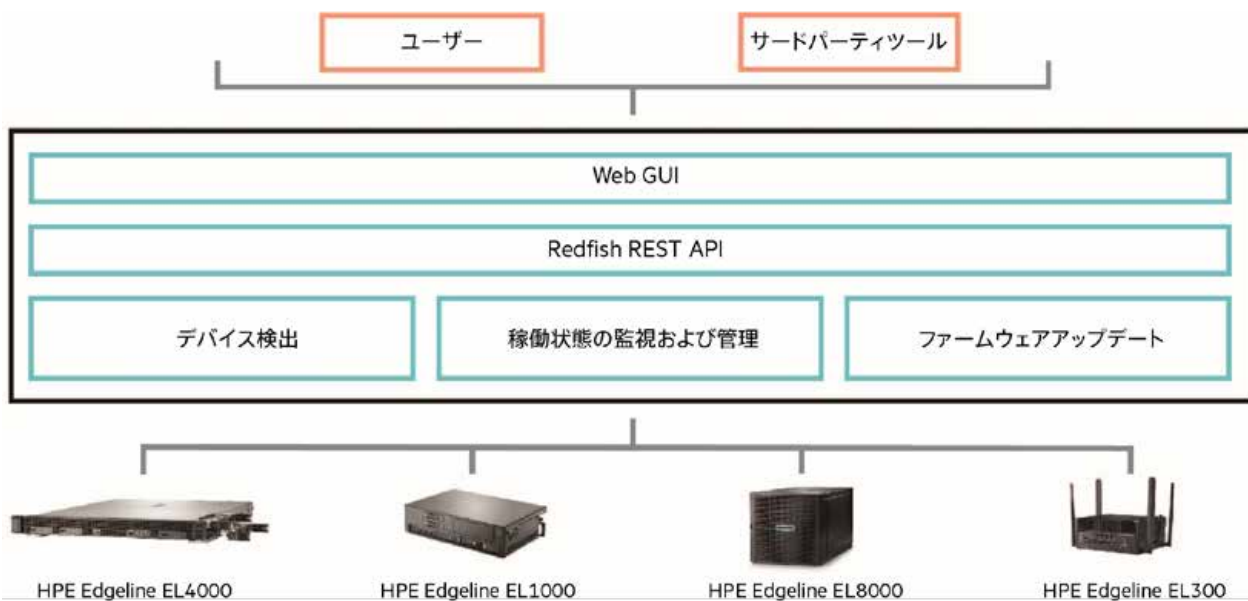 ユーザー
サードパーティツール
Web GUI
Redfish REST API
デバイス検出
稼働状態の監視および管理
ファームウェアアップデート
HPE Edgeline EL4000
HPE Edgeline EL1000
HPE Edgeline EL8000
HPE Edgeline EL300